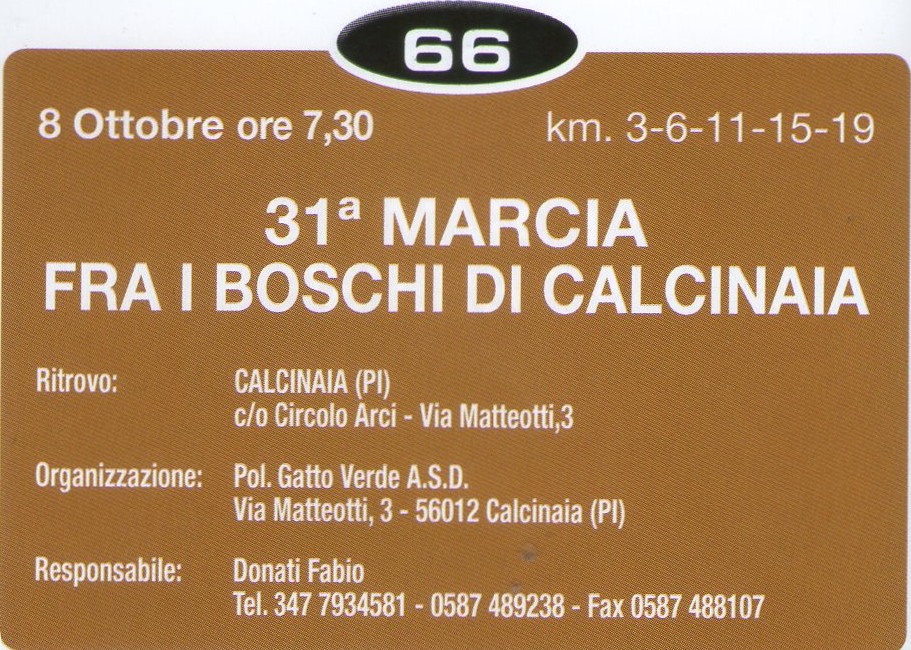 66
8 Ottobre ore 7,30 km. 3-6-11-15-19
31ª MARCIA
FRA I BOSCHI DI CALCINAIA
Ritrovo: CALCINAIA (PI)
c/o Circolo Arci - Via Matteotti,3
Organizzazione: Pol. Gatto Verde A.S.D.
Via Matteotti, 3 - 56012 Calcinaia (PI)
Responsabile: Donati Fabio
Tel. 347 7934581 - 0587 489238 - Fax 0587 488107